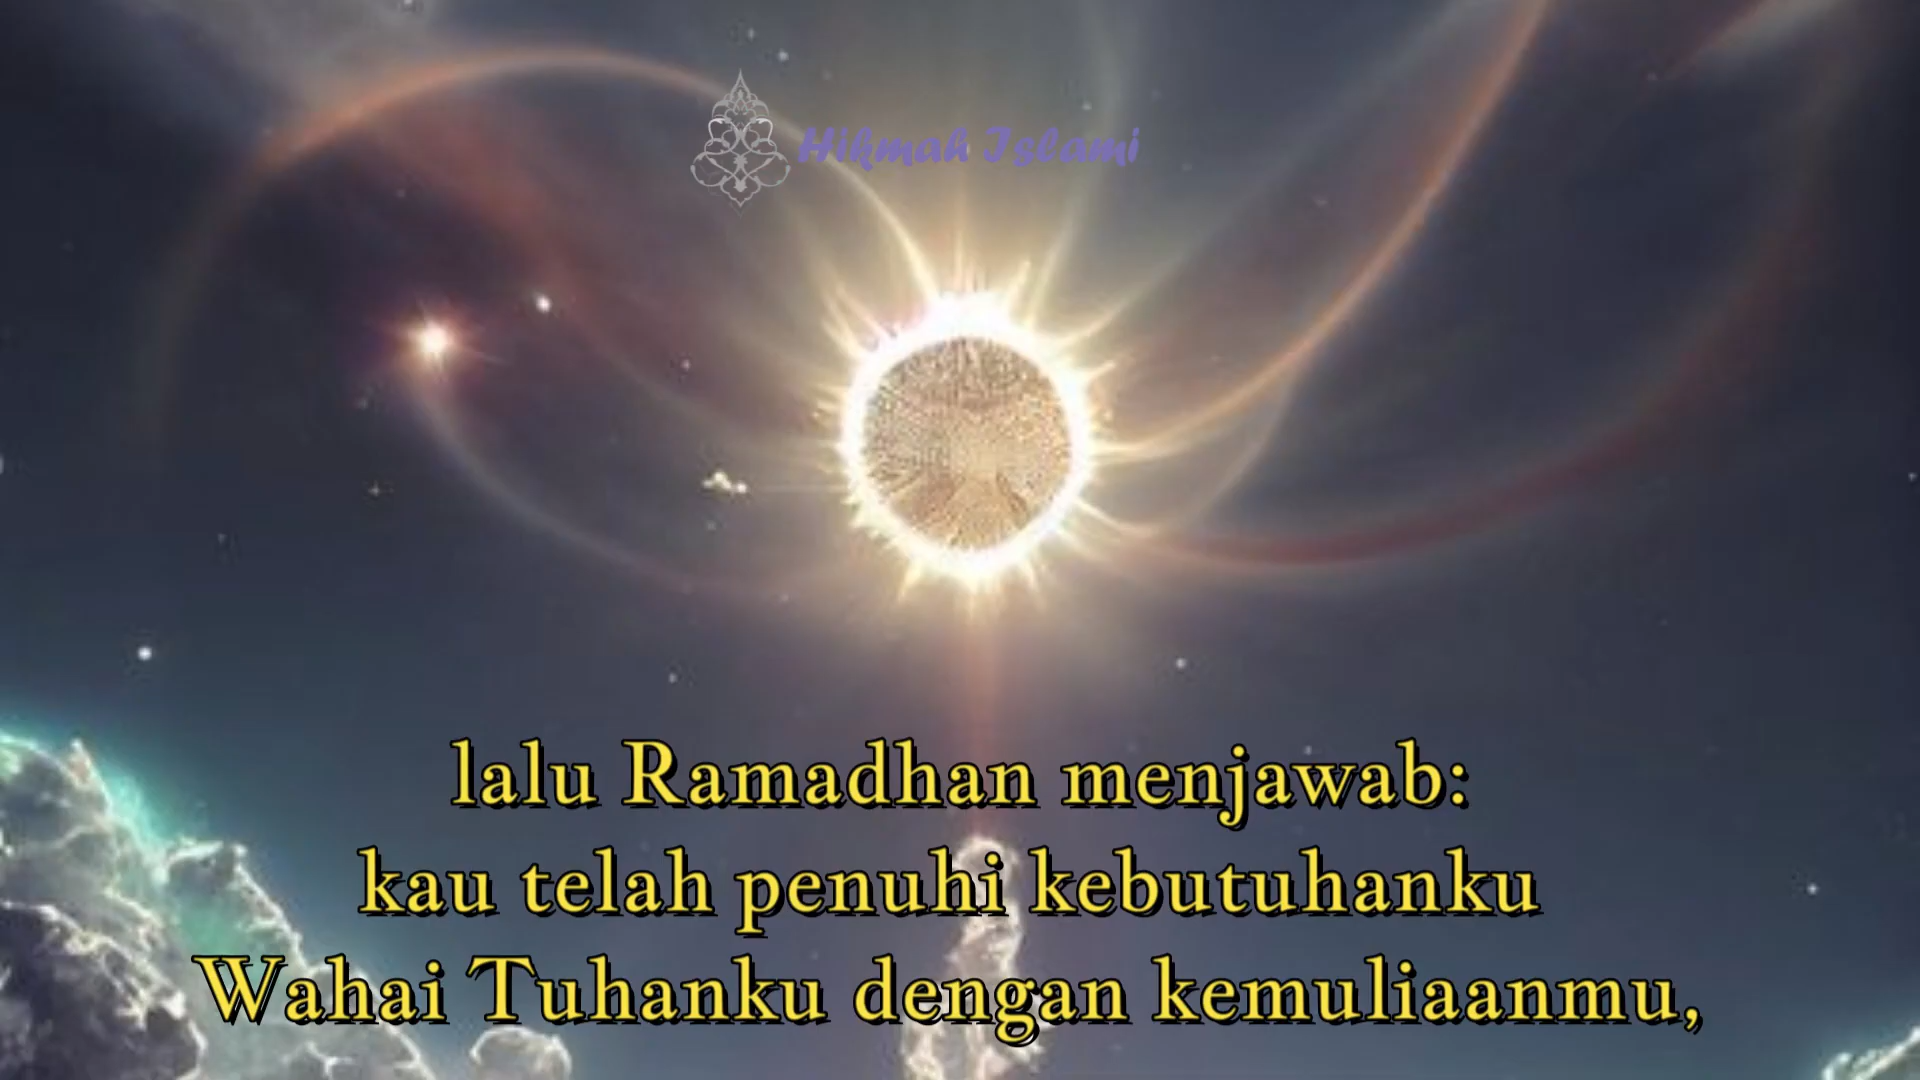 Hikmah Islami
lalu Ramadhan menjawab:
kau telah penuhi kebutuhanku
Wahai Tuhanku dengan kemuliaanmu,